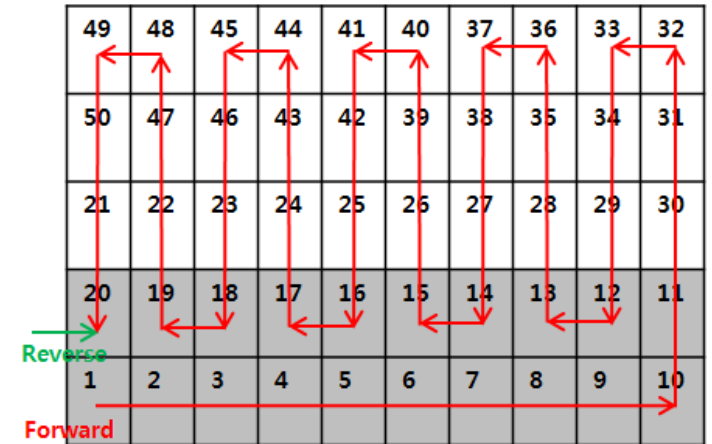 49 48 45 44 41 40 37 36 33 32
50 47 46 43 42 39 38 35 34 31
21 22 23 24 25 26 27 28 29 30
20 19 18 17 16 15 14 13 12 11
Reverse
1 2 3 4 5 6 7 8 9 10
Forward